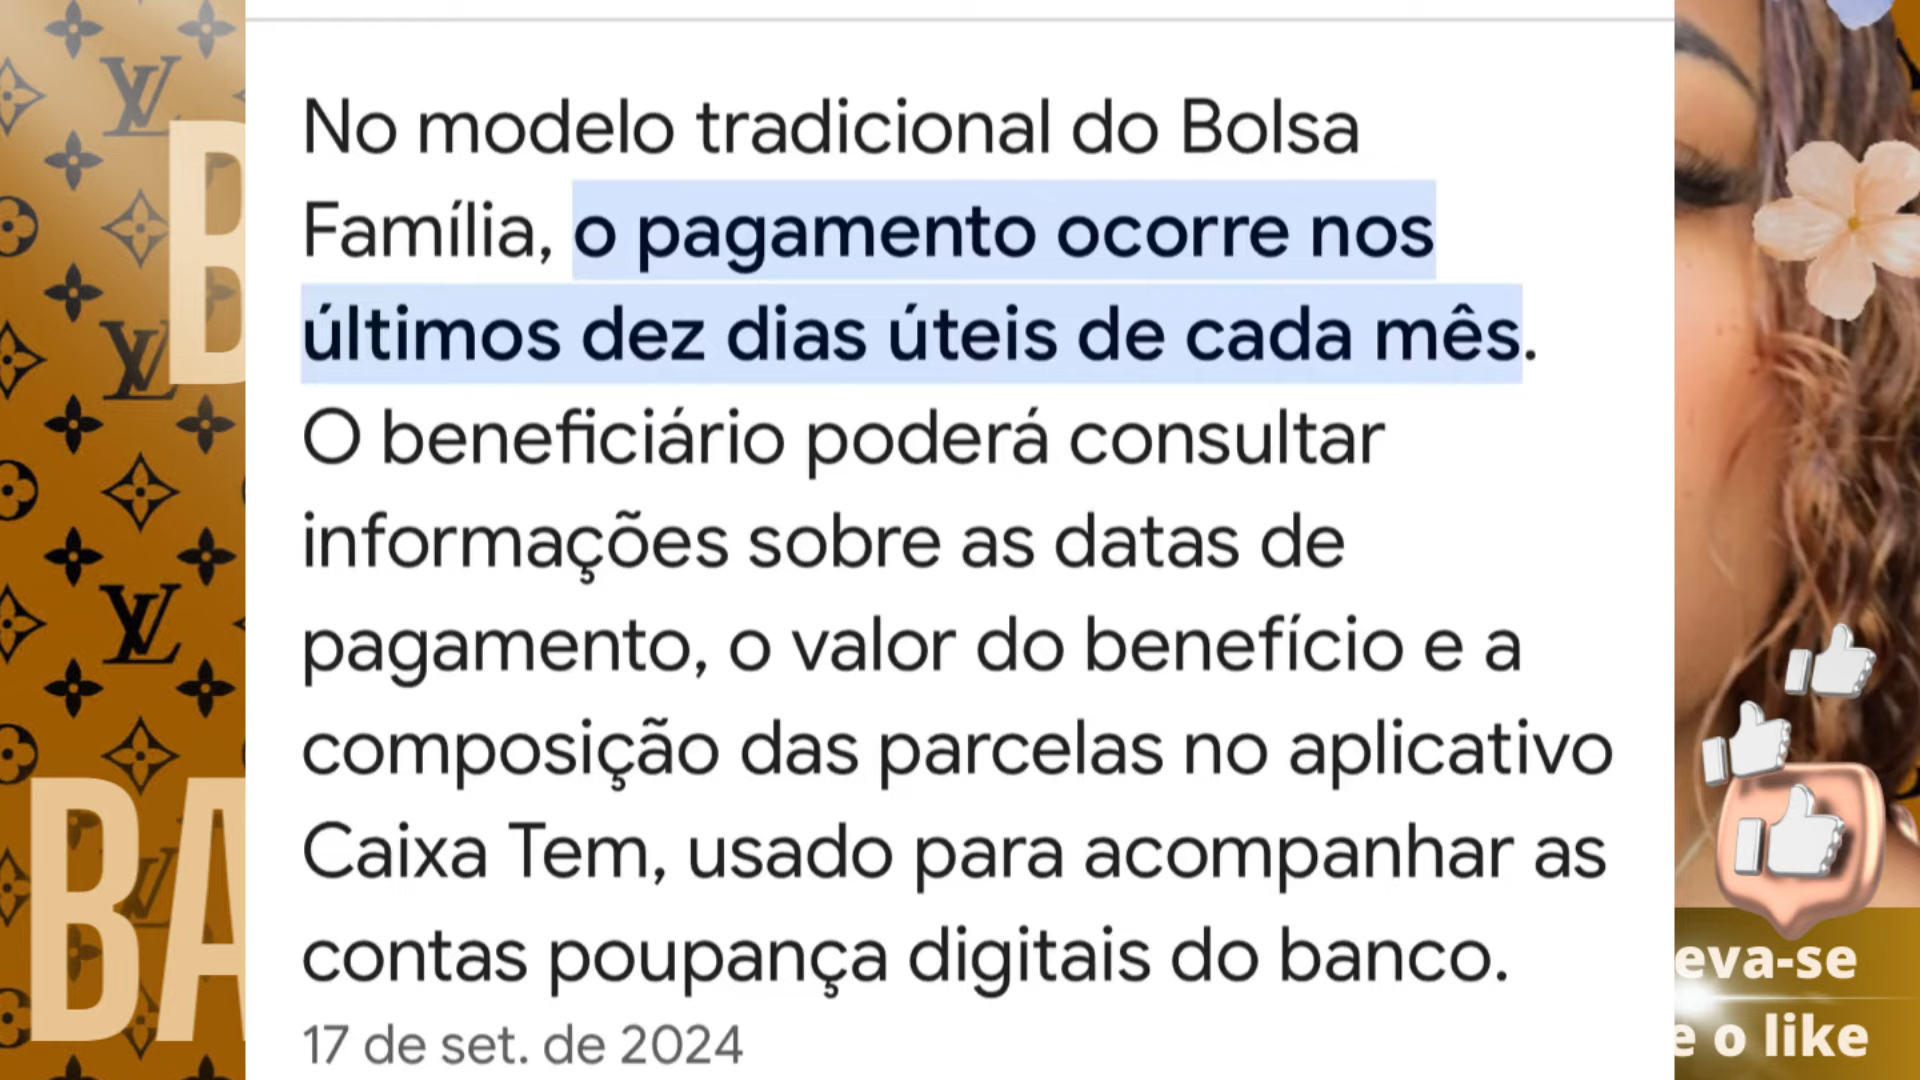 No modelo tradicional do Bolsa
Família, o pagamento ocorre nos
últimos dez dias úteis de cada mês.
O beneficiário poderá consultar
informações sobre as datas de
pagamento, o valor do benefício e a
composição das parcelas no aplicativo
Caixa Tem, usado para acompanhar as
contas poupança digitais do banco.
17 de set. de 2024
B
BA
eva-se
e o like